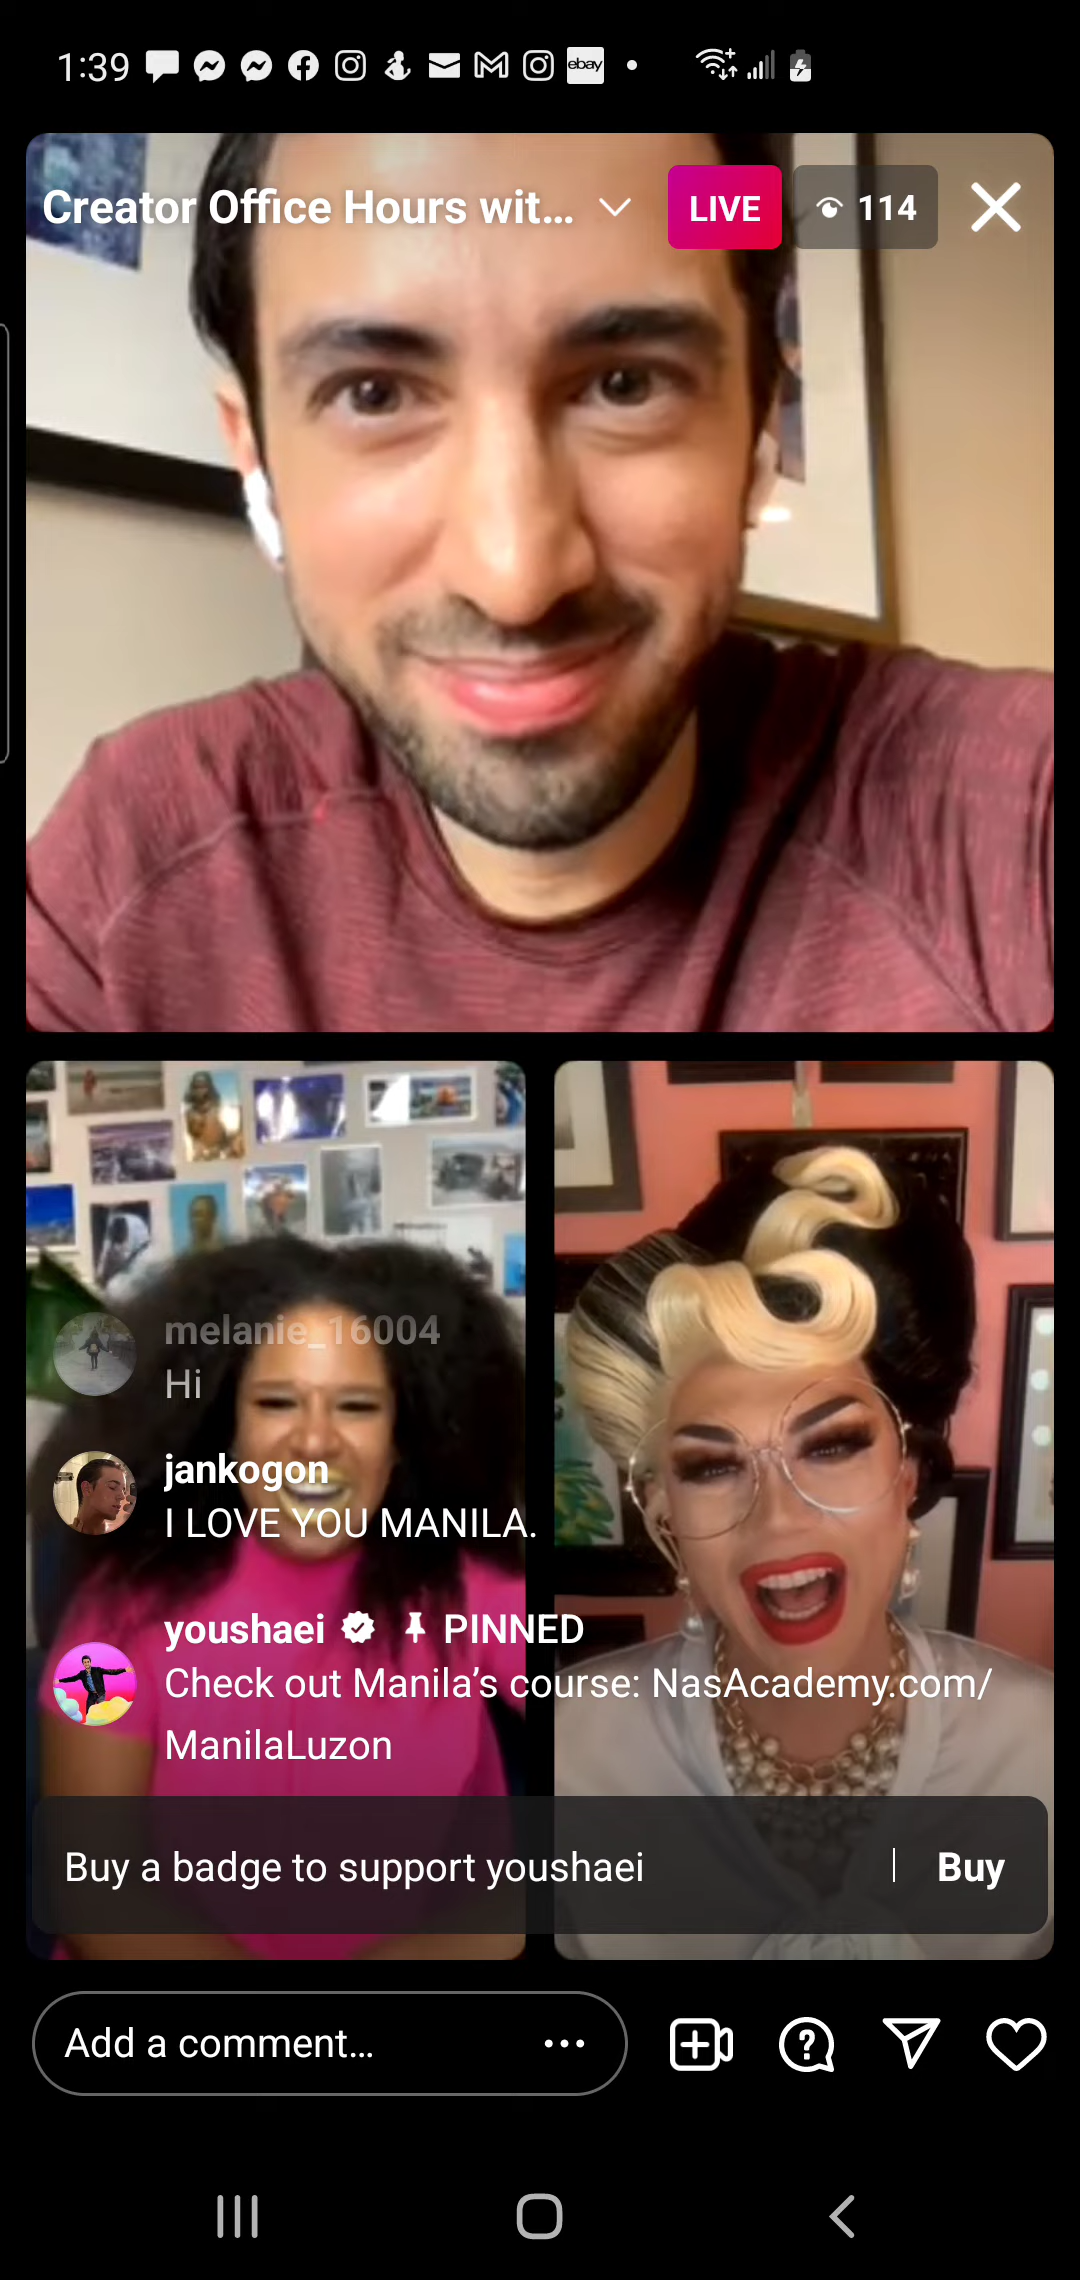 1:39
ebay
Creator Office Hours wit...
LIVE
114
melanie_16004
Hi
jankogon
I LOVE YOU MANILA.
youshaei PINNED
Check out Manila’s course: NasAcademy.com/
ManilaLuzon
Buy a badge to support youshaei | Buy
Add a comment...